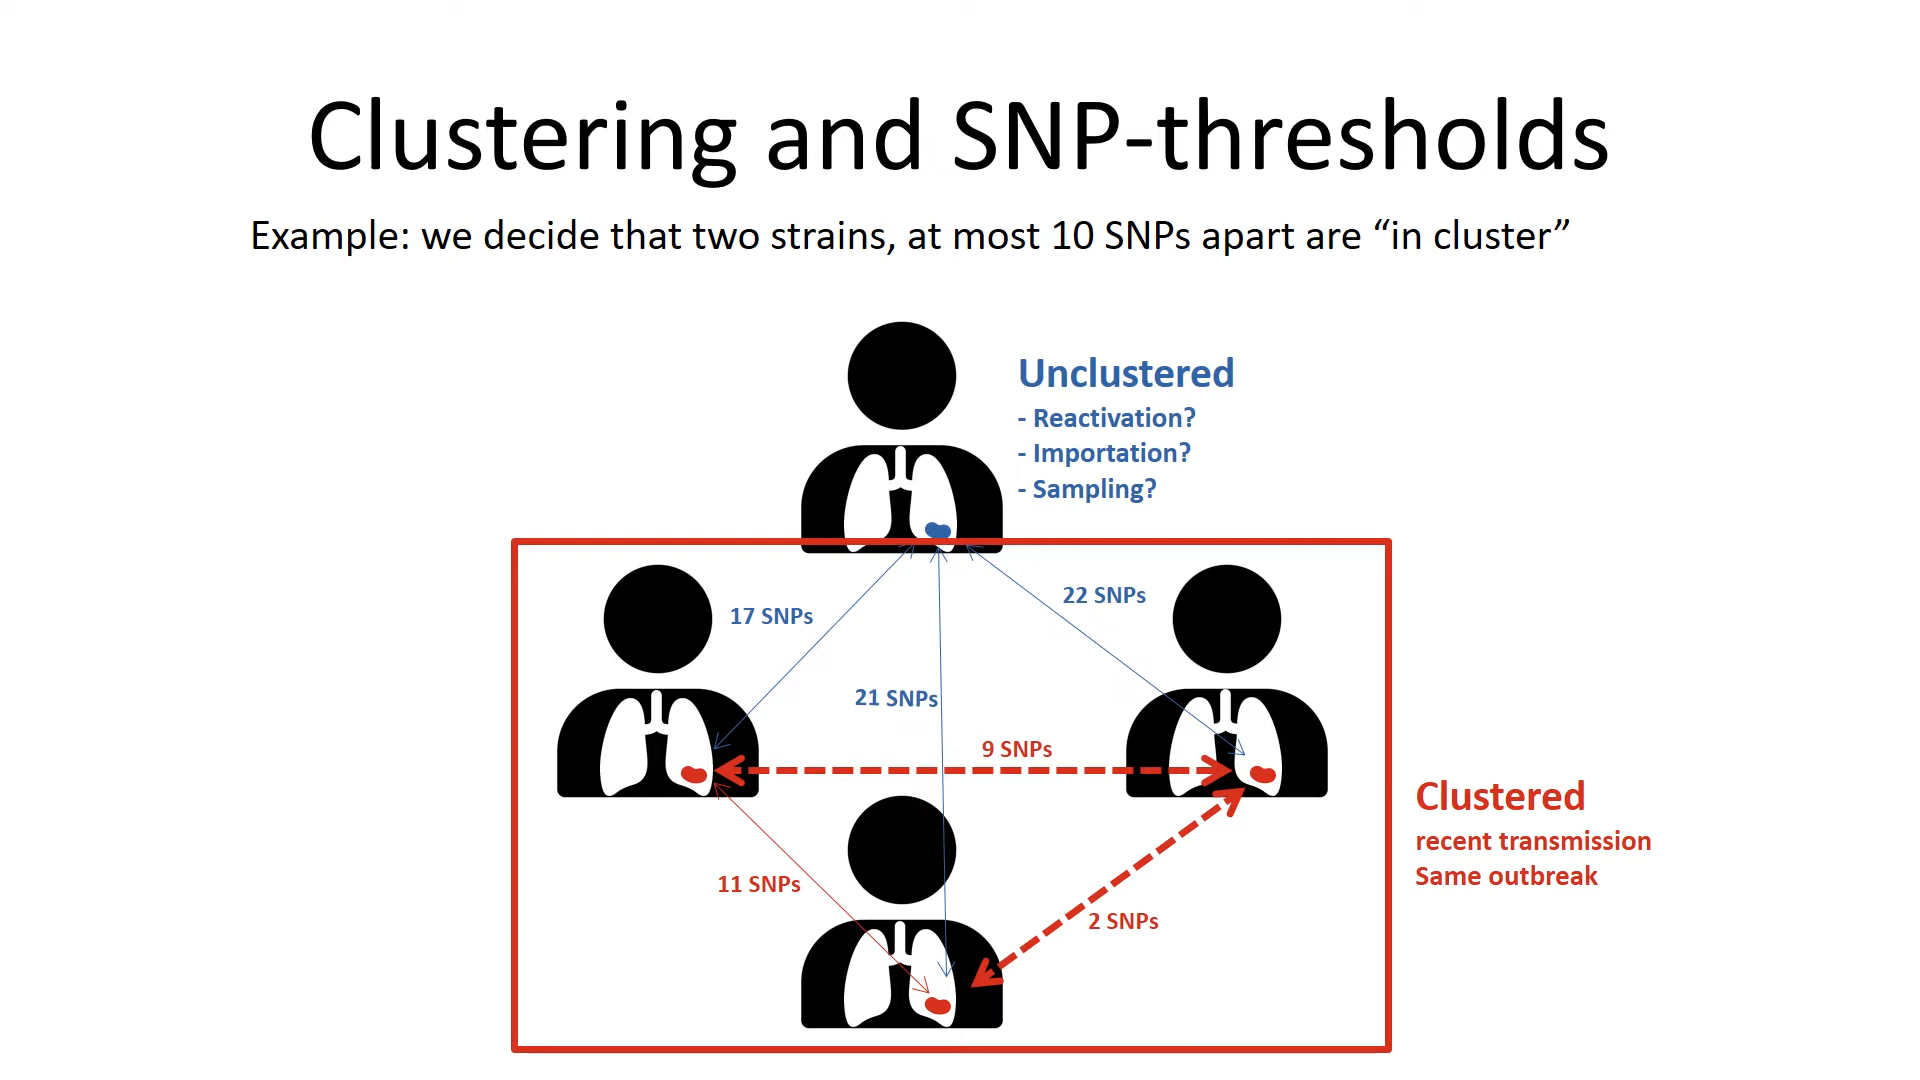 Clustering and SNP-thresholds
Example: we decide that two strains, at most 10 SNPs apart are “in cluster”
Unclustered
- Reactivation?
- Importation?
- Sampling?
17 SNPs
22 SNPs
21 SNPs
9 SNPs
11 SNPs
2 SNPs
Clustered
recent transmission
Same outbreak